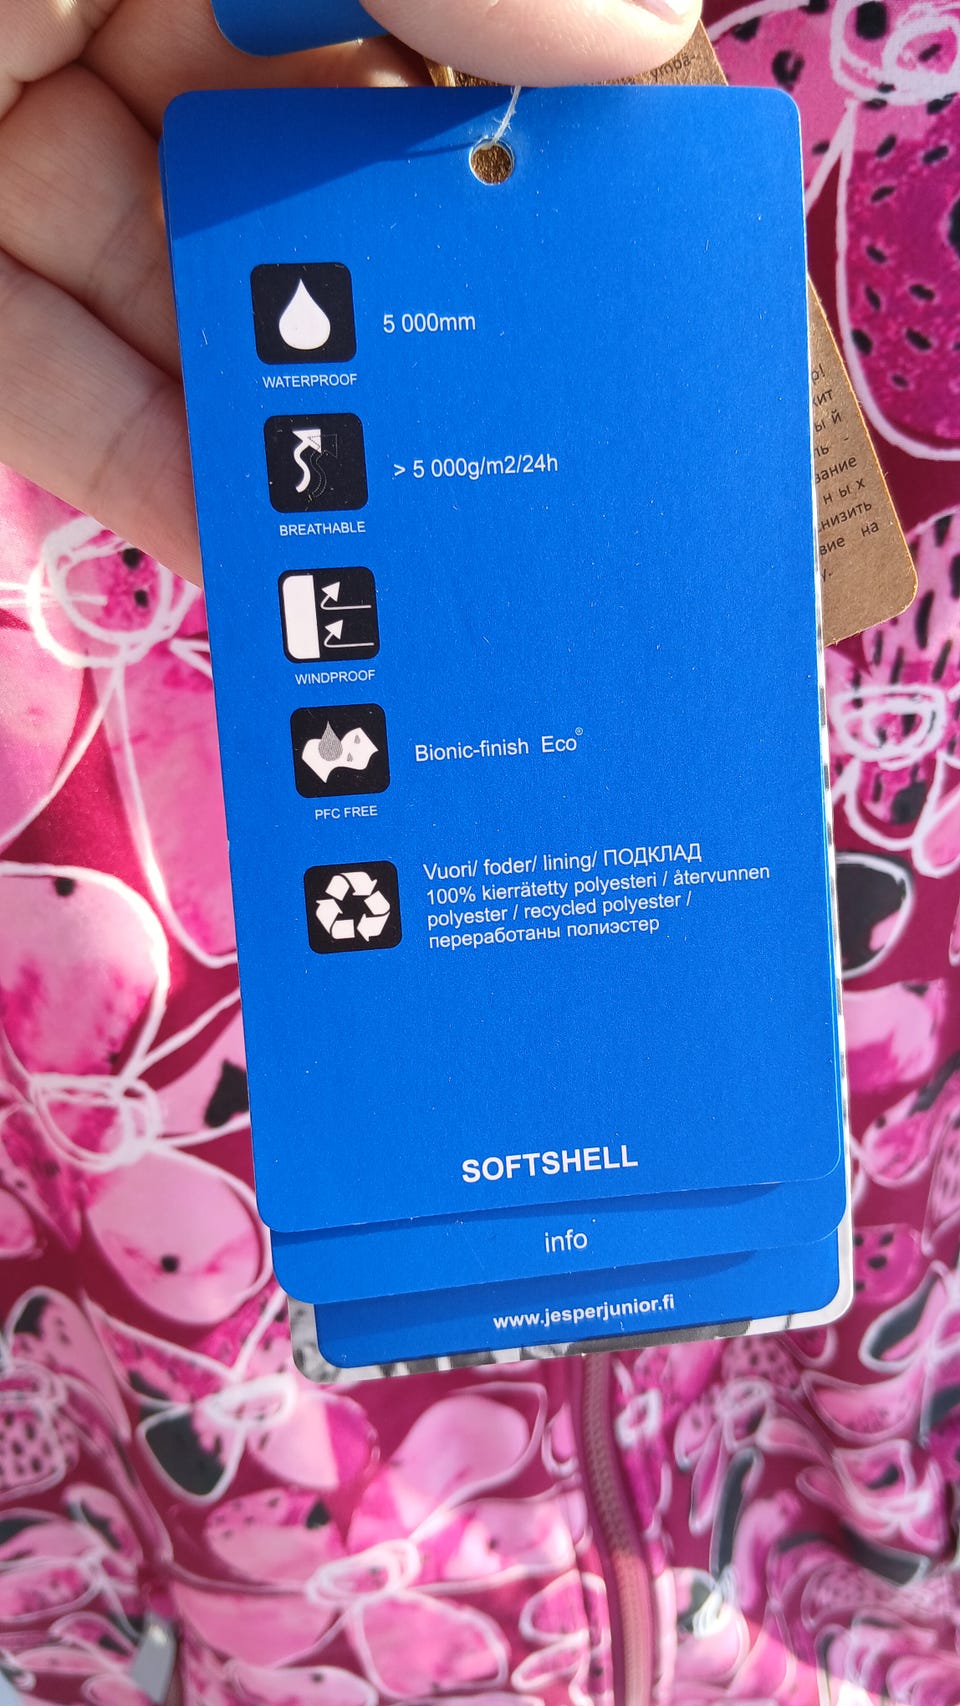 5 000mm
WATERPROOF
> 5 000g/m2/24h
BREATHABLE
WINDPROOF
Bionic-finish Eco®
PFC FREE
Vuori/ foder/ lining/ ПОДКЛАД
100% kierrätetty polyesteri / återvunnen
polyester / recycled polyester /
переработаны полиэстер
SOFTSHELL
info
www.jesperjunior.fi